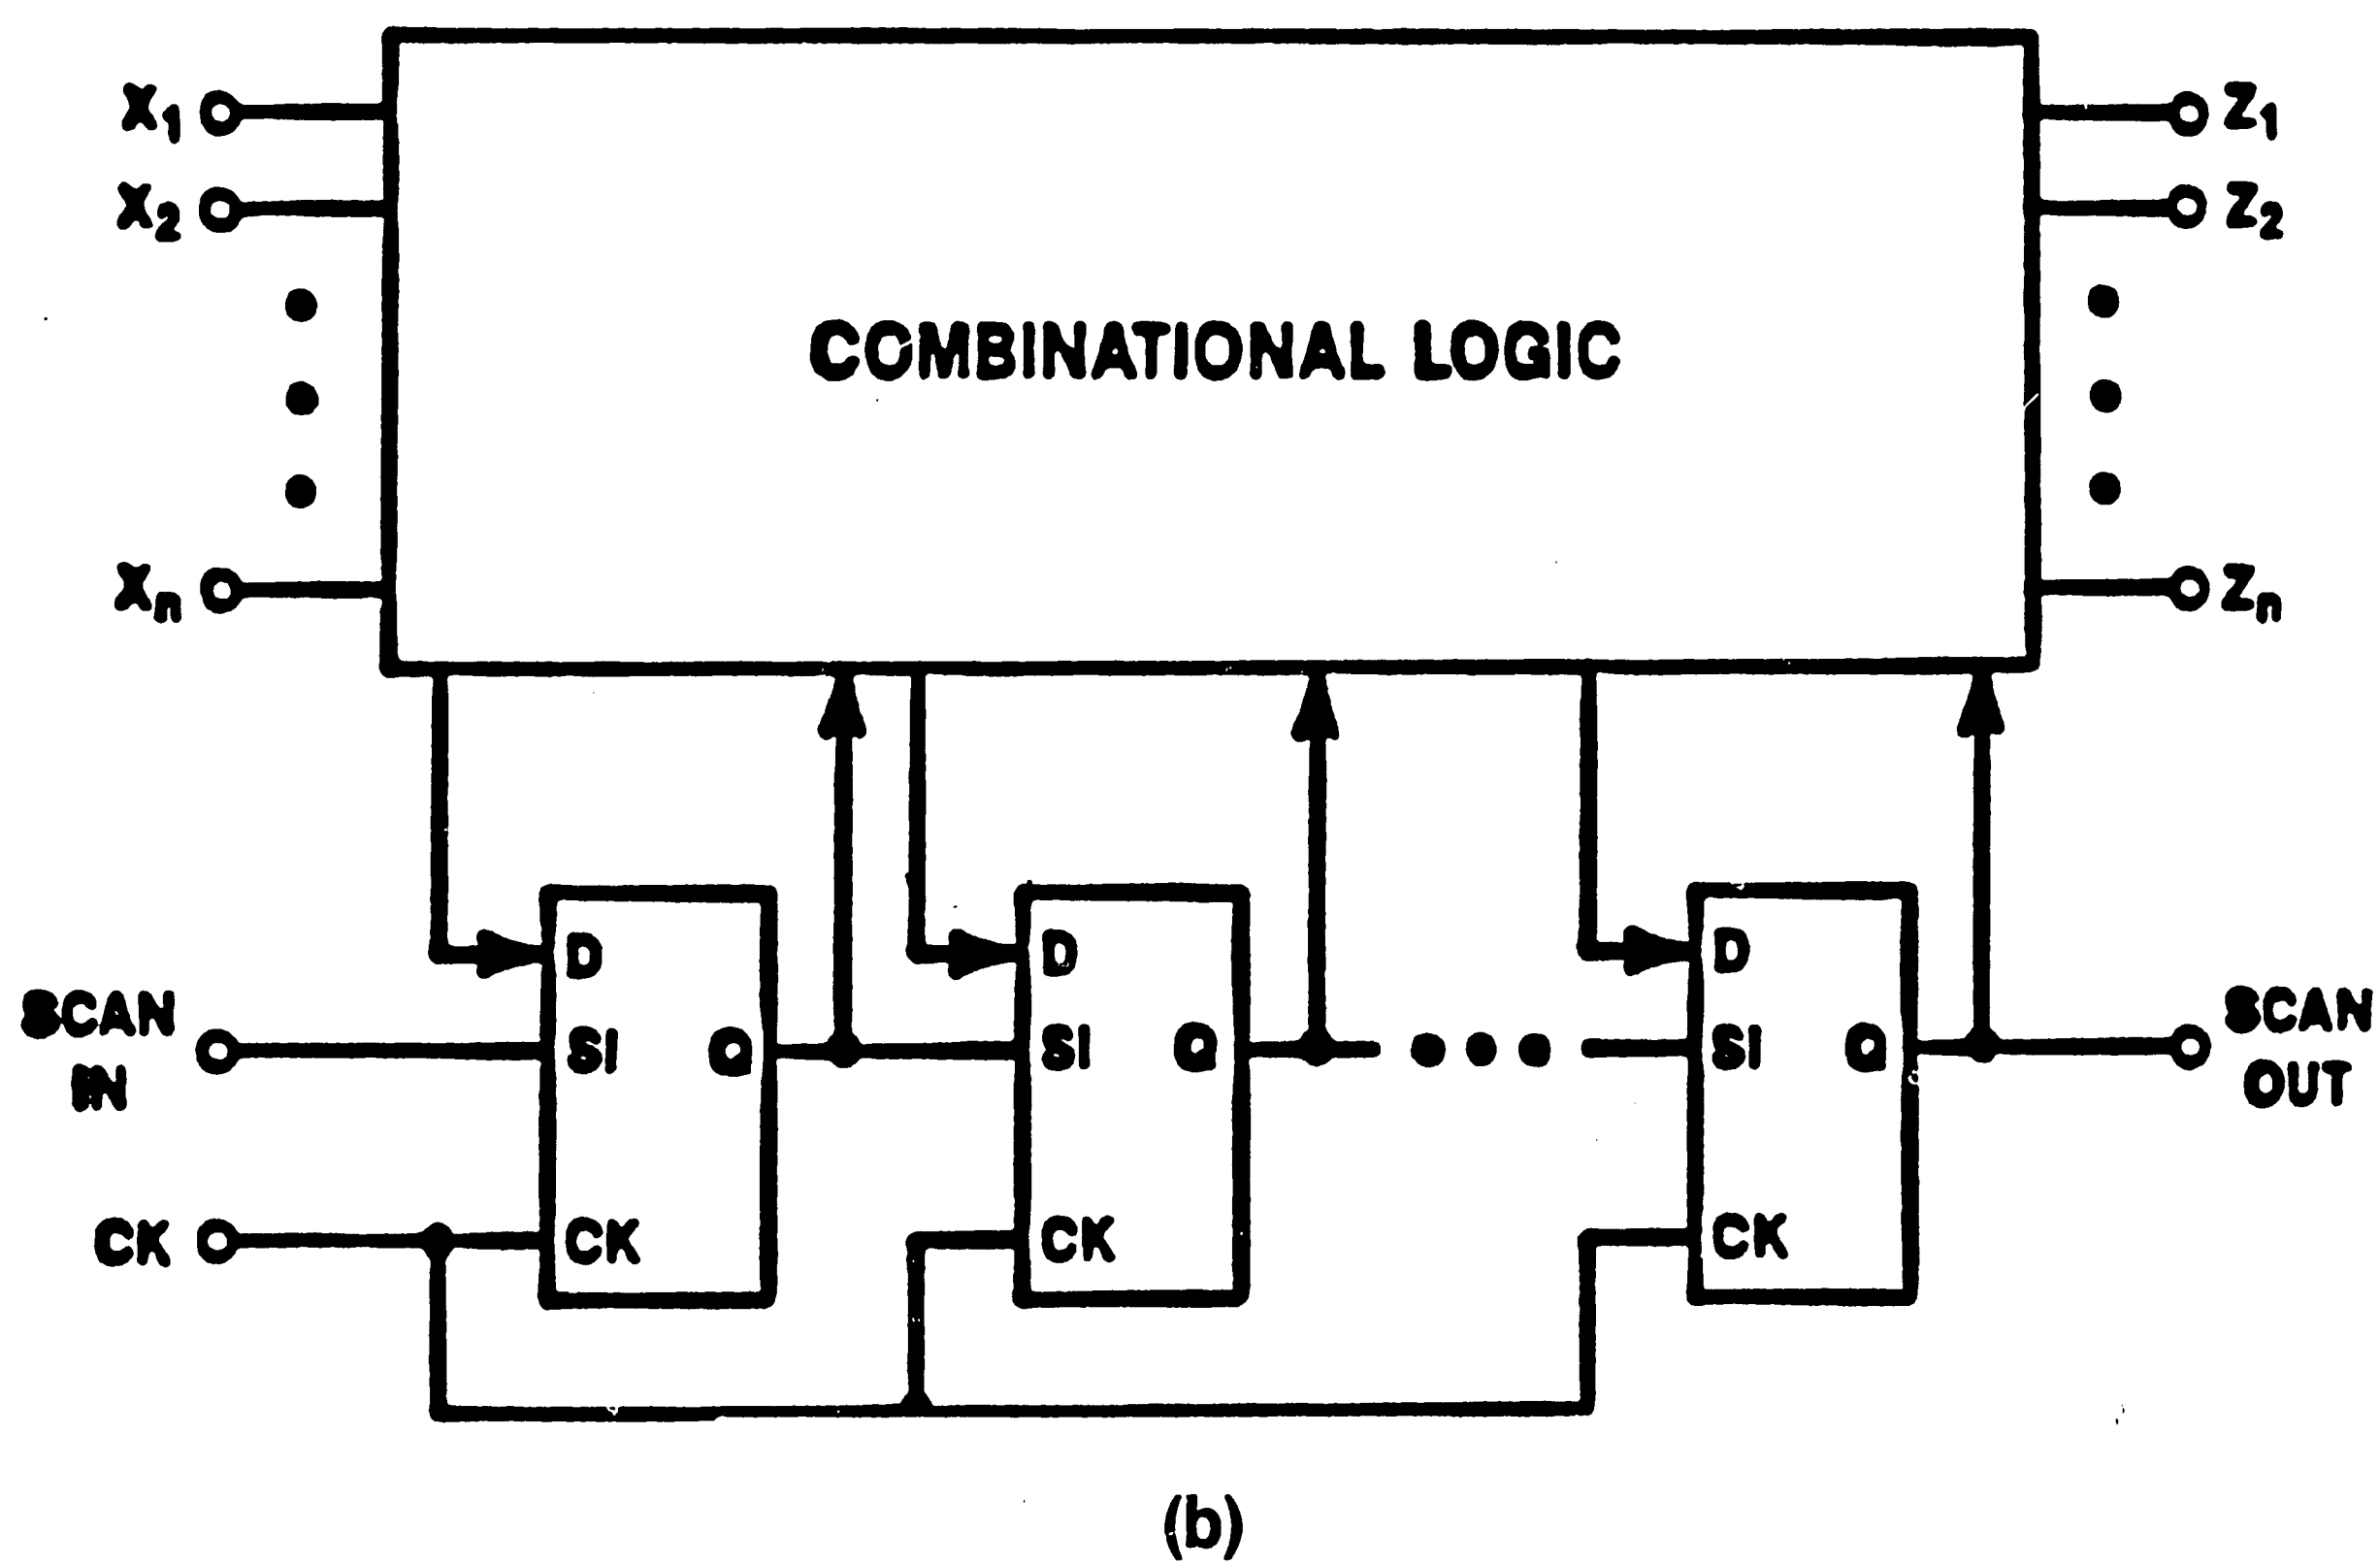 X1
Z1
X2
Z2
COMBINATIONAL LOGIC
Xn
Zn
D
D
D
SCAN
IN
SI
Q
SI
Q
SI
Q
SCAN
OUT
CK
CK
CK
CK
(b)